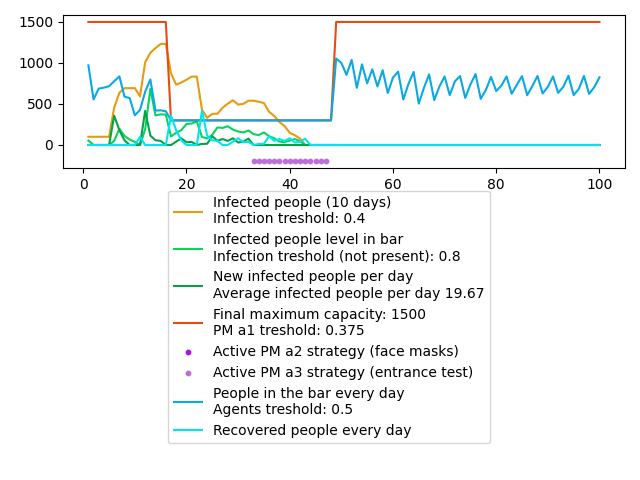 1500
1000
500
0
0 20 40 60 80 100
Infected people (10 days)
Infection treshold: 0.4
Infected people level in bar
Infection treshold (not present): 0.8
New infected people per day
Average infected people per day 19.67
Final maximum capacity: 1500
PM a1 treshold: 0.375
Active PM a2 strategy (face masks)
Active PM a3 strategy (entrance test)
People in the bar every day
Agents treshold: 0.5
Recovered people every day